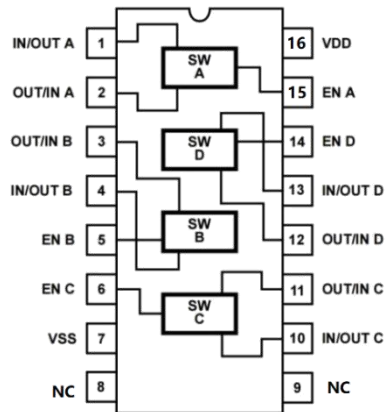 IN/OUT A 1 16 VDD
SW
A
OUT/IN A 2 15 EN A
OUT/IN B 3 14 EN D
SW
D
IN/OUT B 4 13 IN/OUT D
EN B 5 12 OUT/IN D
SW
B
EN C 6 11 OUT/IN C
SW
C
VSS 7 10 IN/OUT C
NC 8 9 NC